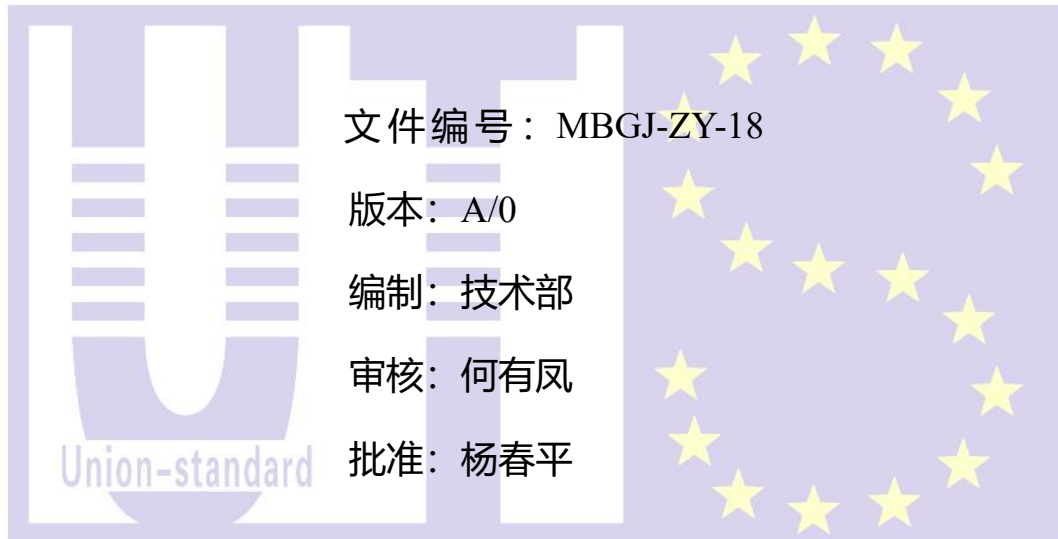 文件编号：MBGJ-ZY-18
版本：A/0
编制：技术部
审核：何有凤
批准：杨春平
Union-standard